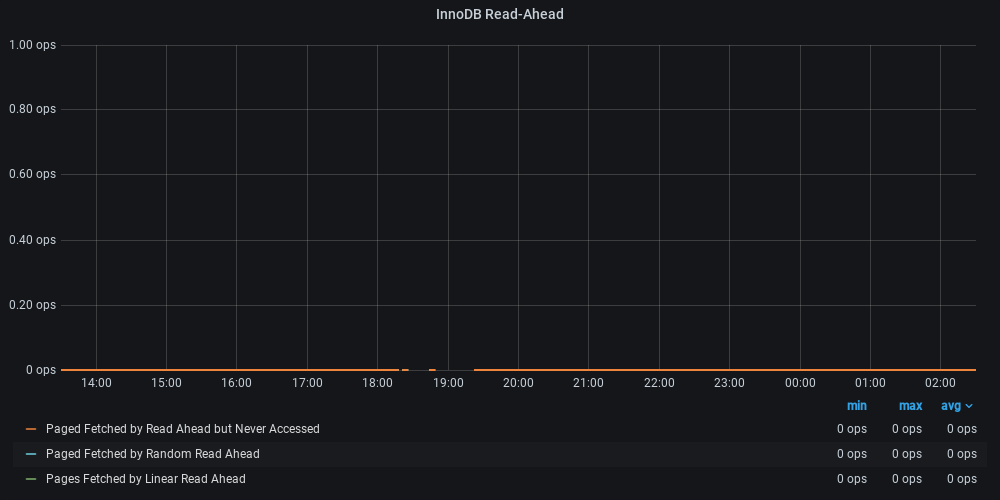 InnoDB Read-Ahead
1.00 ops
0.80 ops
0.60 ops
0.40 ops
0.20 ops
0 ops
14:00 15:00 16:00 17:00 18:00 19:00 20:00 21:00 22:00 23:00 00:00 01:00 02:00
min max avg
Paged Fetched by Read Ahead but Never Accessed 0 ops 0 ops 0 ops
Paged Fetched by Random Read Ahead 0 ops 0 ops 0 ops
Pages Fetched by Linear Read Ahead 0 ops 0 ops 0 ops